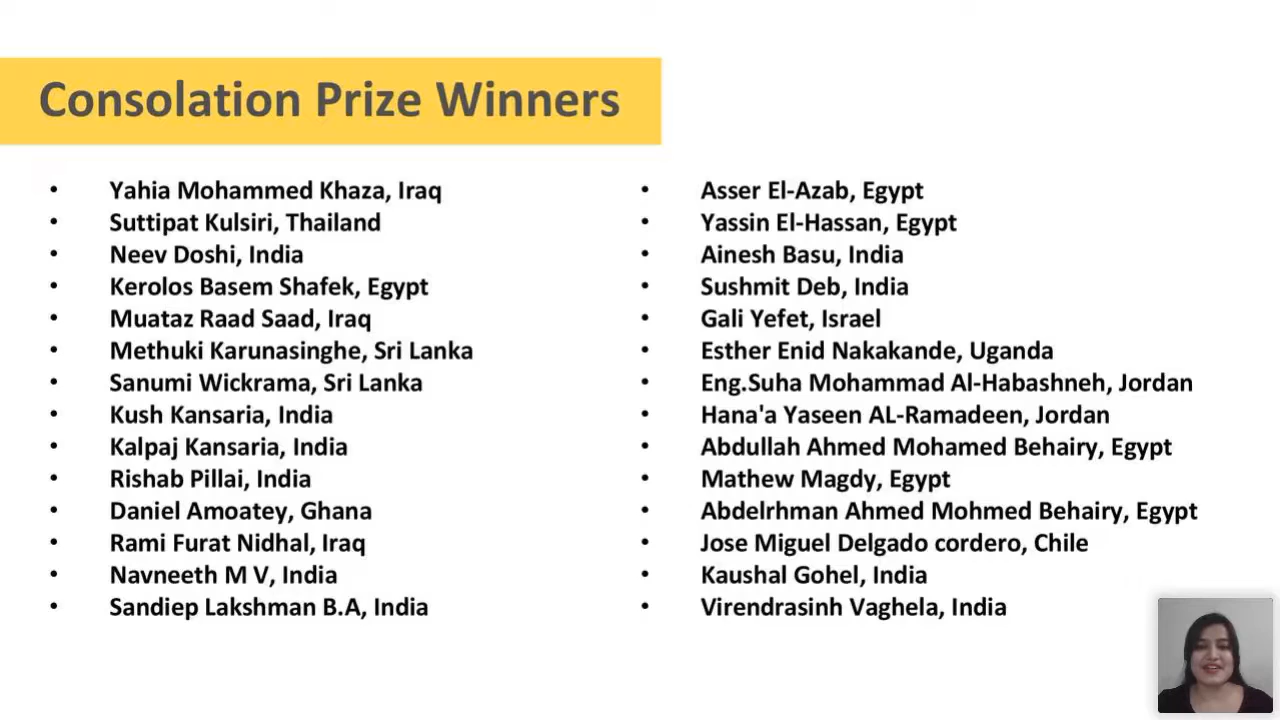 Consolation Prize Winners
• Yahia Mohammed Khaza, Iraq
• Suttipat Kulsiri, Thailand
• Neev Doshi, India
• Kerolos Basem Shafek, Egypt
• Muataz Raad Saad, Iraq
• Methuki Karunasinghe, Sri Lanka
• Sanumi Wickrama, Sri Lanka
• Kush Kansaria, India
• Kalpaj Kansaria, India
• Rishab Pillai, India
• Daniel Amoatey, Ghana
• Rami Furat Nidhal, Iraq
• Navneeth M V, India
• Sandiep Lakshman B.A, India
• Asser El-Azab, Egypt
• Yassin El-Hassan, Egypt
• Ainesh Basu, India
• Sushmit Deb, India
• Gali Yefet, Israel
• Esther Enid Nakakande, Uganda
• Eng.Suha Mohammad Al-Habashneh, Jordan
• Hana'a Yaseen AL-Ramadeen, Jordan
• Abdullah Ahmed Mohamed Behairy, Egypt
• Mathew Magdy, Egypt
• Abdelrhman Ahmed Mohmed Behairy, Egypt
• Jose Miguel Delgado cordero, Chile
• Kaushal Gohel, India
• Virendrasinh Vaghela, India